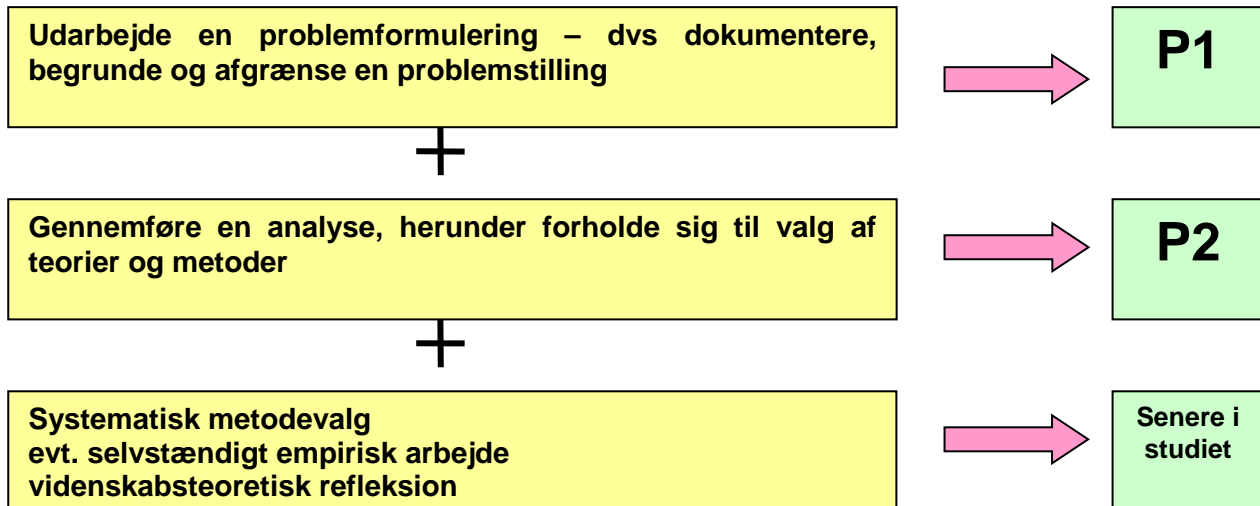 Udarbejde en problemformulering – dvs dokumentere,
begrunde og afgrænse en problemstilling
P1
+
Gennemføre en analyse, herunder forholde sig til valg af
teorier og metoder
P2
+
Systematisk metodevalg
evt. selvstændigt empirisk arbejde
videnskabsteoretisk refleksion
Senere i
studiet